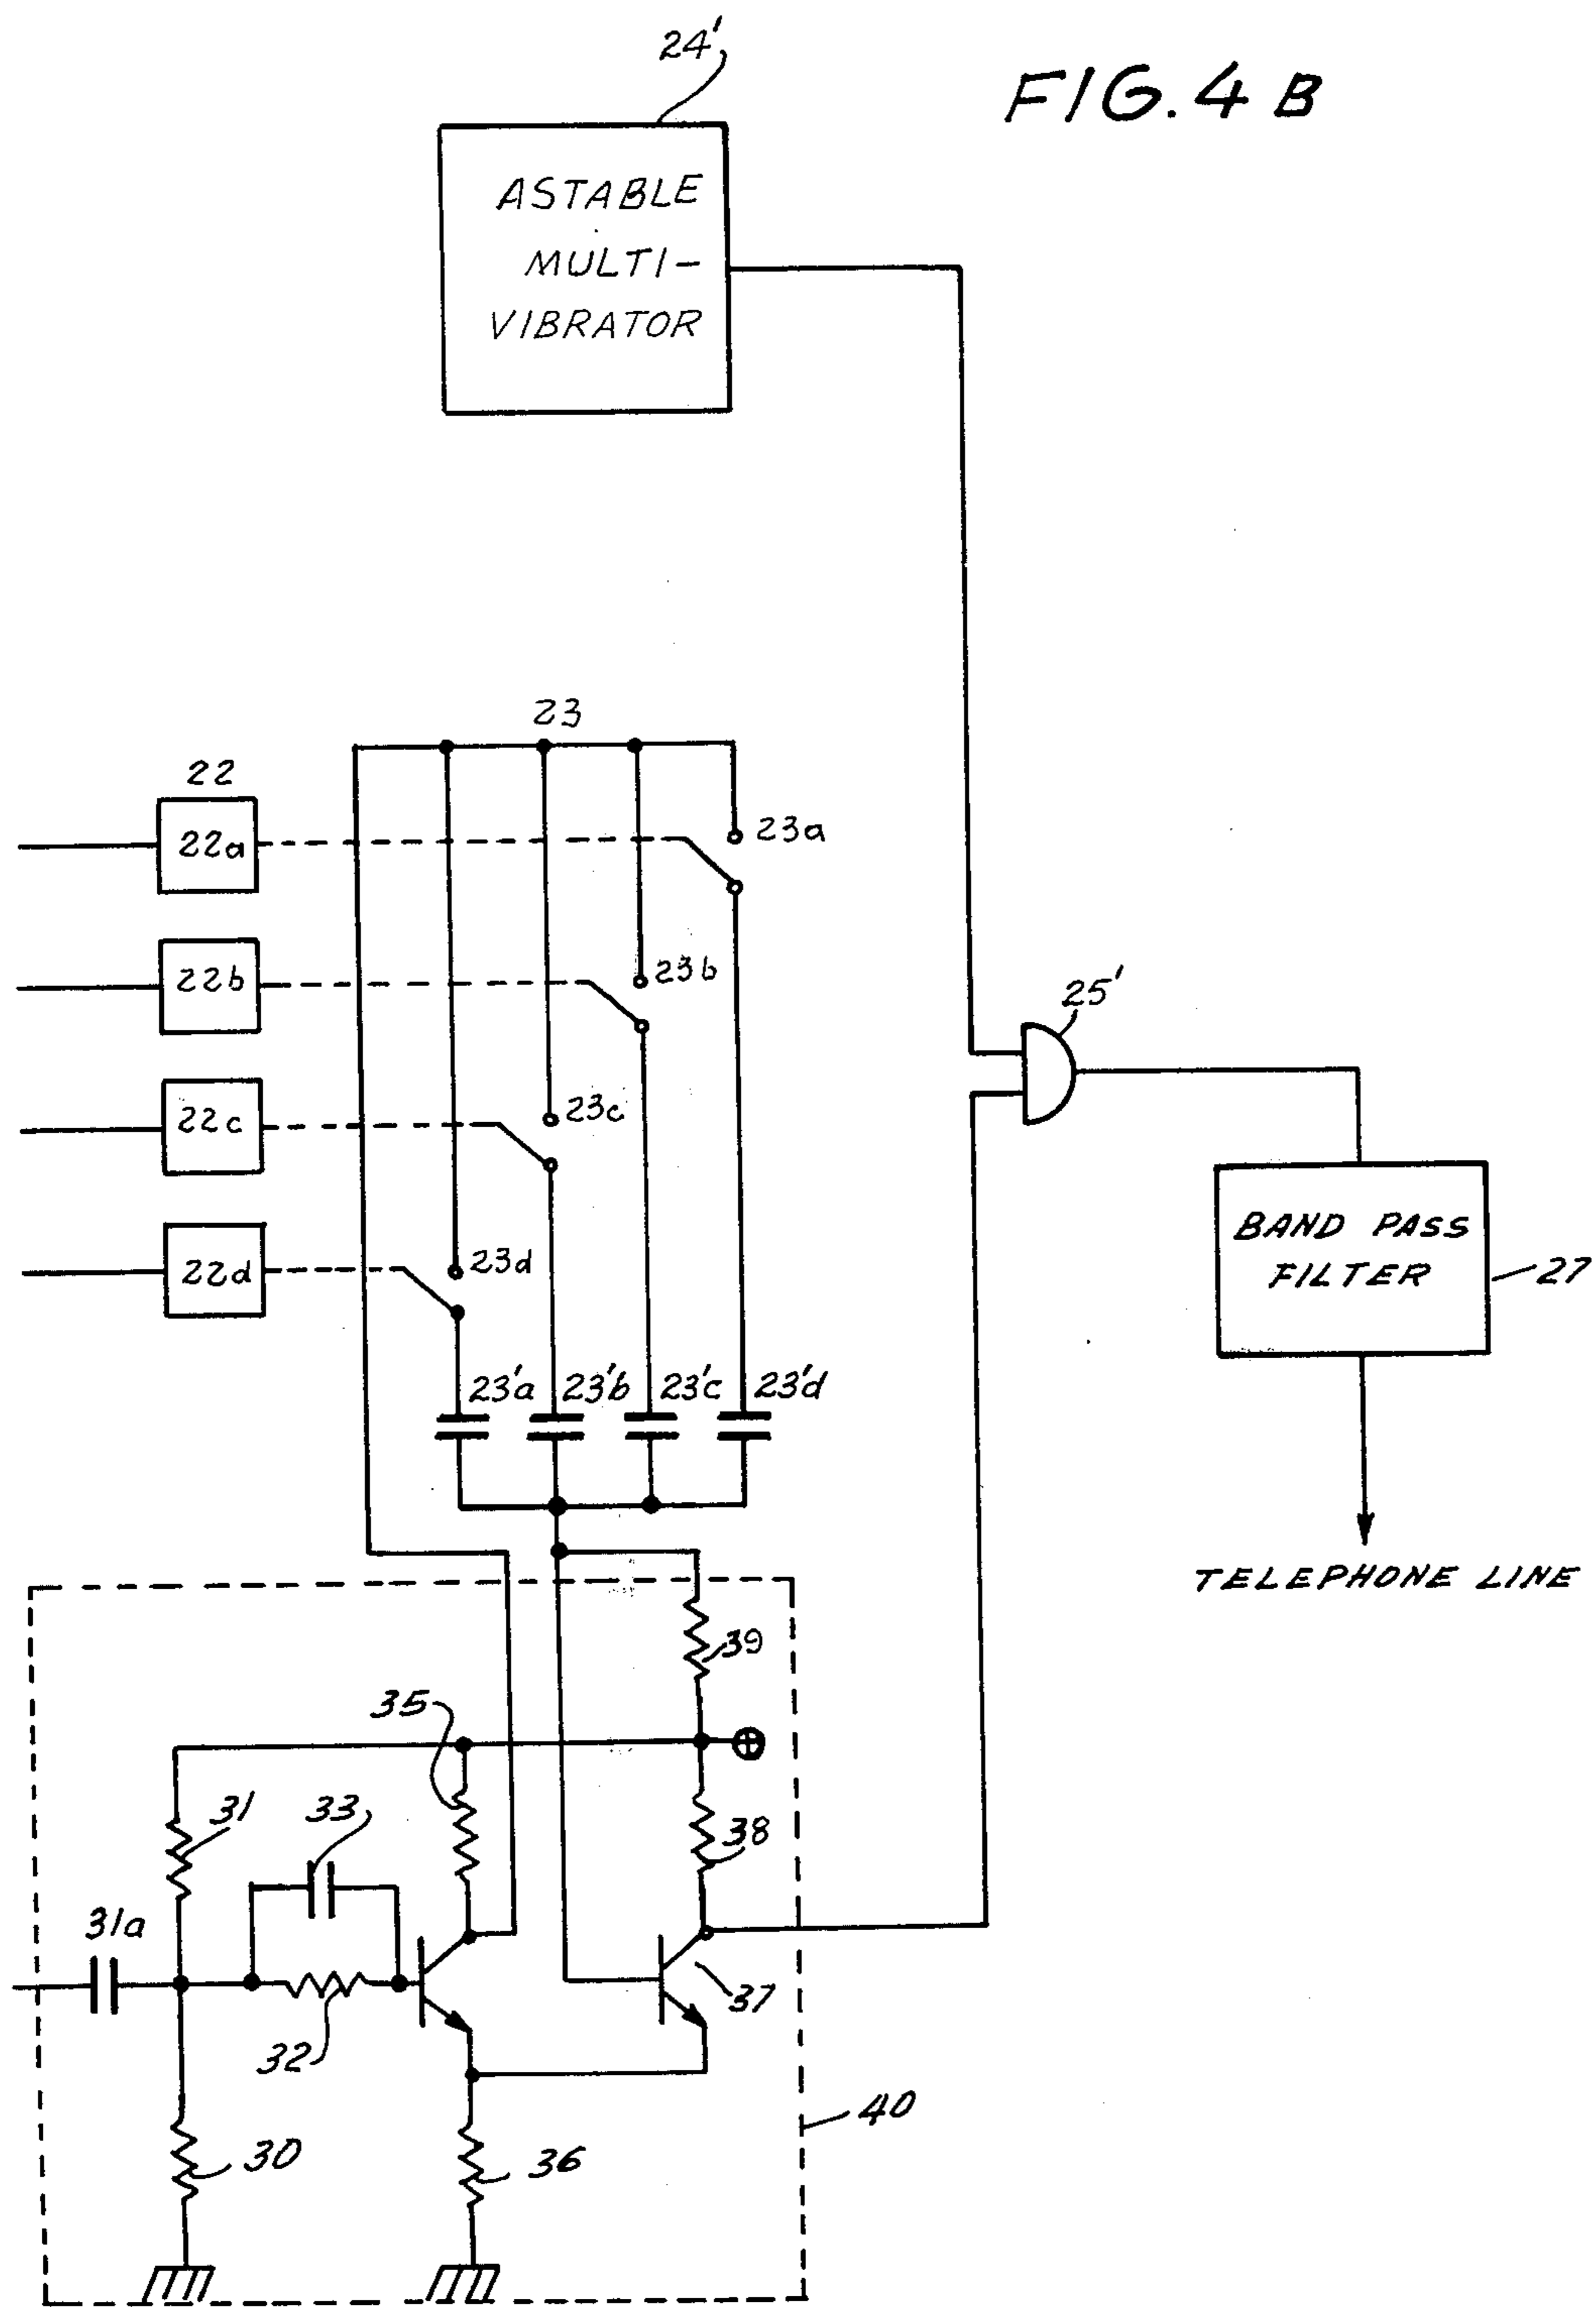 24'
FIG. 4 B
ASTABLE
MULTI-
VIBRATOR
23
22
22a
23a
22b
23b
25'
22c
23c
BAND PASS
FILTER
27
22d
23d
23'a 23'b 23'c 23'd
TELEPHONE LINE
39
35
31
33
38
31a
37
32
40
30
36